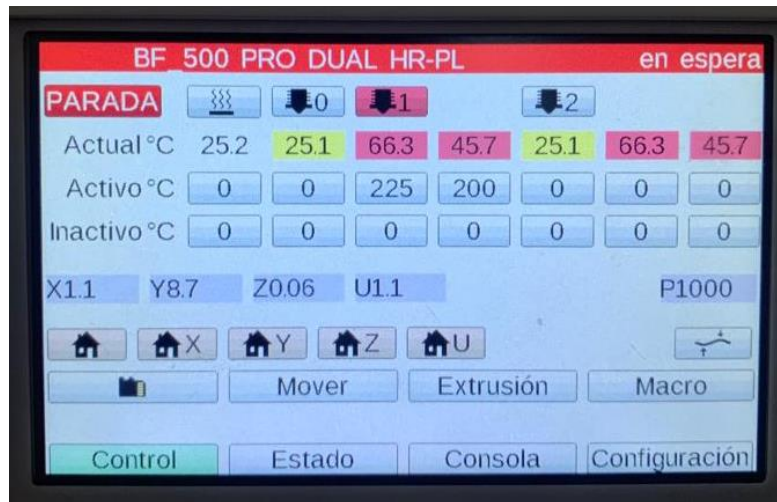 BF_500 PRO DUAL HR-PL en espera
PARADA 0 1 2
Actual °C 25.2 25.1 66.3 45.7 25.1 66.3 45.7
Activo °C 0 0 225 200 0 0 0
Inactivo °C 0 0 0 0 0 0 0
X1.1 Y8.7 Z0.06 U1.1 P1000
X Y Z U
Mover Extrusión Macro
Control Estado Consola Configuración